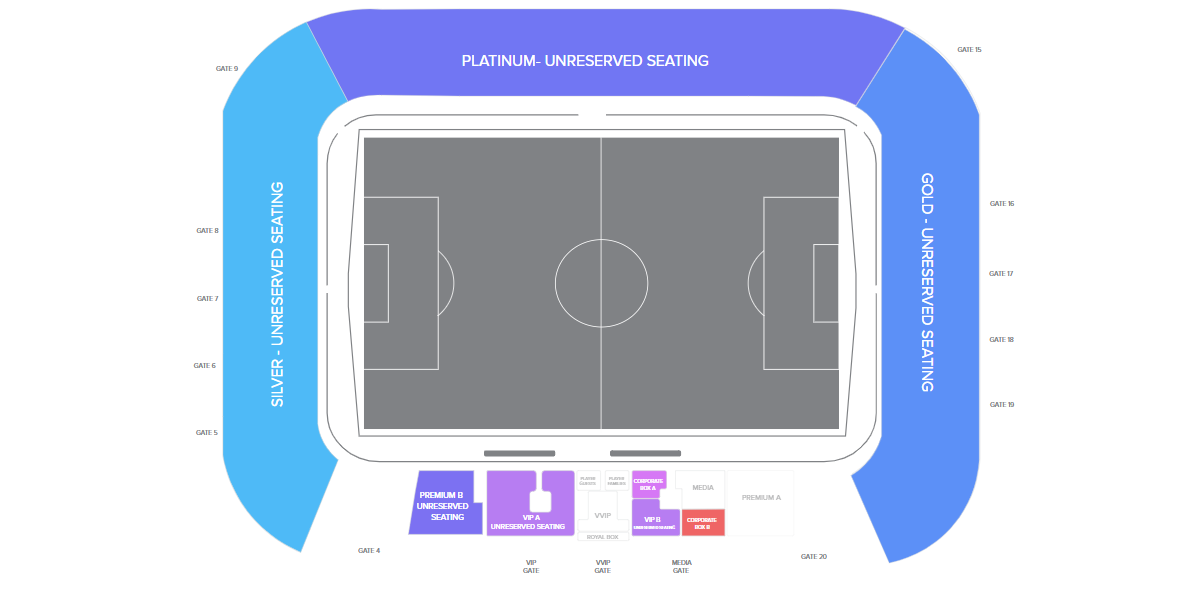 GATE 15
PLATINUM- UNRESERVED SEATING
GATE 9
SILVER - UNRESERVED SEATING
GOLD - UNRESERVED SEATING
GATE 16
GATE 8
GATE 17
GATE 7
GATE 18
GATE 6
GATE 19
GATE 5
PREMIUM B
UNRESERVED
SEATING
VIP A
UNRESERVED SEATING
PLAYER
GUESTS
PLAYER
FAMILIES
VVIP
ROYAL BOX
CORPORATE
BOX A
VIP B
UNRESERVED SEATING
MEDIA
CORPORATE
BOX B
PREMIUM A
GATE 4
VIP
GATE
VVIP
GATE
MEDIA
GATE
GATE 20